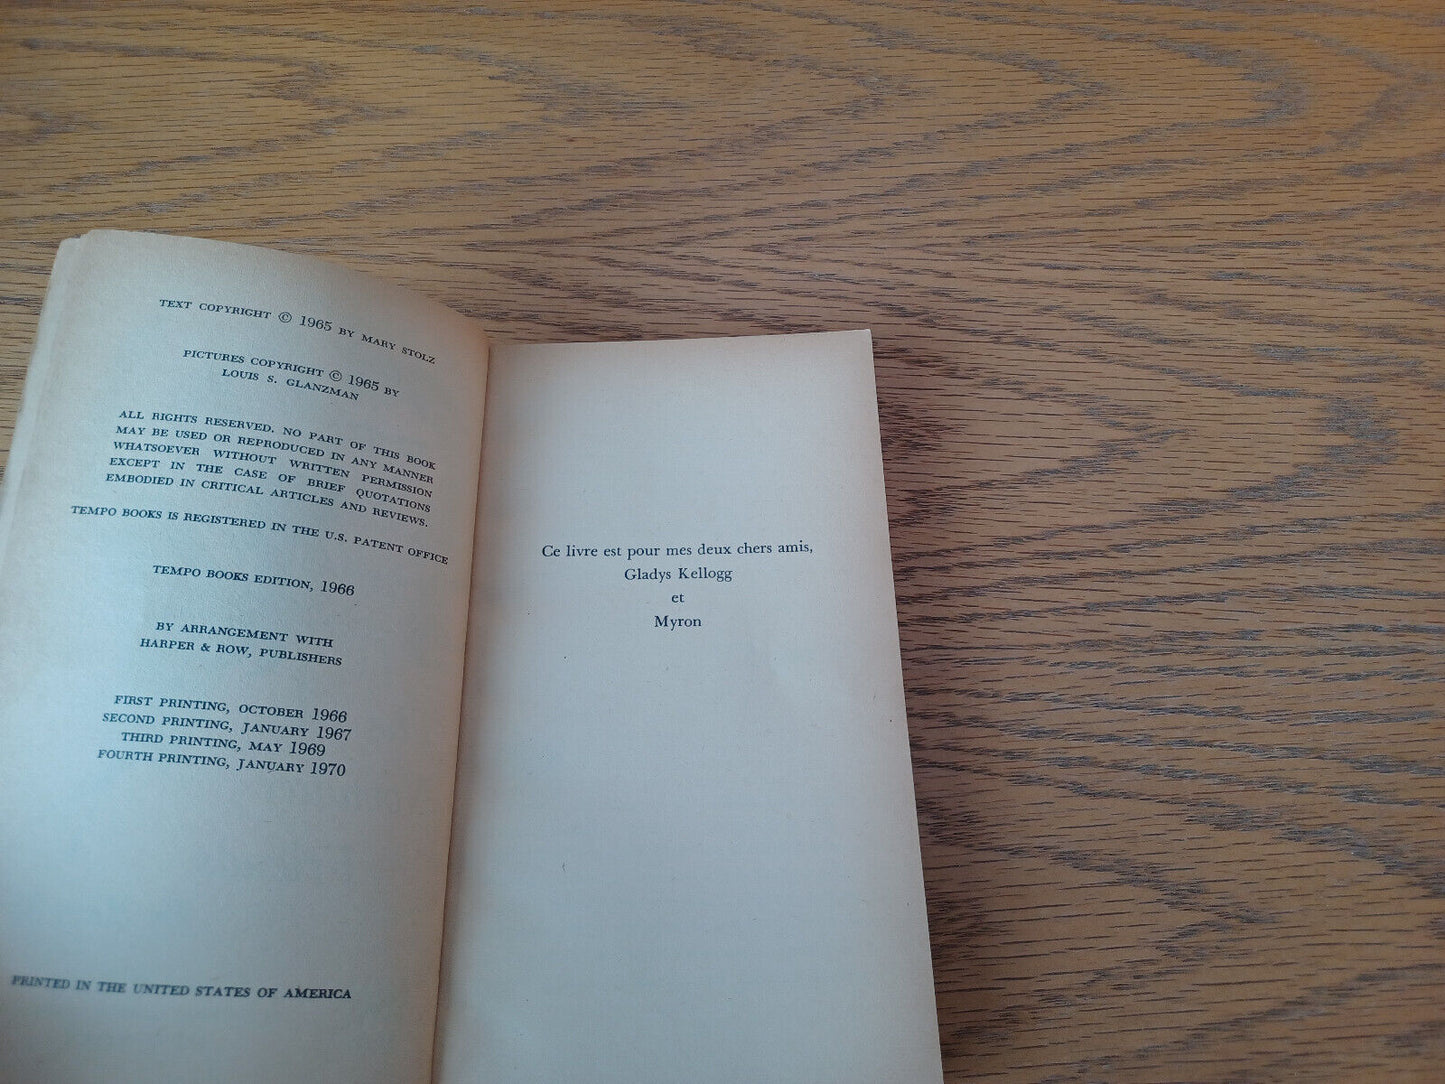 TEXT COPYRIGHT © 1965 BY MARY STOLZ
PICTURES COPYRIGHT © 1965 BY
LOUIS S. GLANZMAN
ALL RIGHTS RESERVED. NO PART OF THIS BOOK
MAY BE USED OR REPRODUCED IN ANY MANNER
WHATSOEVER WITHOUT WRITTEN PERMISSION
EXCEPT IN THE CASE OF BRIEF QUOTATIONS
EMBODIED IN CRITICAL ARTICLES AND REVIEWS.
TEMPO BOOKS IS REGISTERED IN THE U.S. PATENT OFFICE
TEMPO BOOKS EDITION, 1966
BY ARRANGEMENT WITH
HARPER & ROW, PUBLISHERS
FIRST PRINTING, OCTOBER 1966
SECOND PRINTING, JANUARY 1967
THIRD PRINTING, MAY 1969
FOURTH PRINTING, JANUARY 1970
PRINTED IN THE UNITED STATES OF AMERICA
Ce livre est pour mes deux chers amis,
Gladys Kellogg
et
Myron